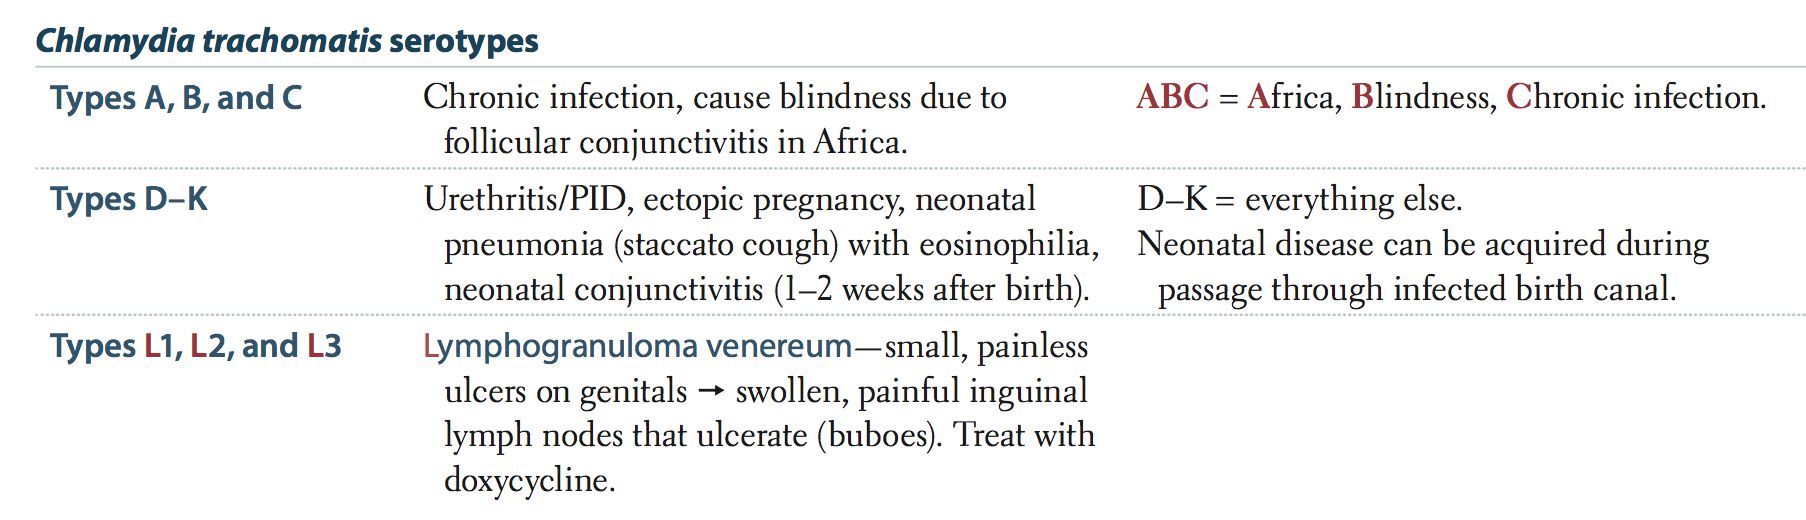 Chlamydia trachomatis serotypes
Types A, B, and C
Chronic infection, cause blindness due to
follicular conjunctivitis in Africa.
ABC = Africa, Blindness, Chronic infection.
Types D–K
Urethritis/PID, ectopic pregnancy, neonatal
pneumonia (staccato cough) with eosinophilia,
neonatal conjunctivitis (1–2 weeks after birth).
D–K = everything else.
Neonatal disease can be acquired during
passage through infected birth canal.
Types L1, L2, and L3
Lymphogranuloma venereum—small, painless
ulcers on genitals → swollen, painful inguinal
lymph nodes that ulcerate (buboes). Treat with
doxycycline.